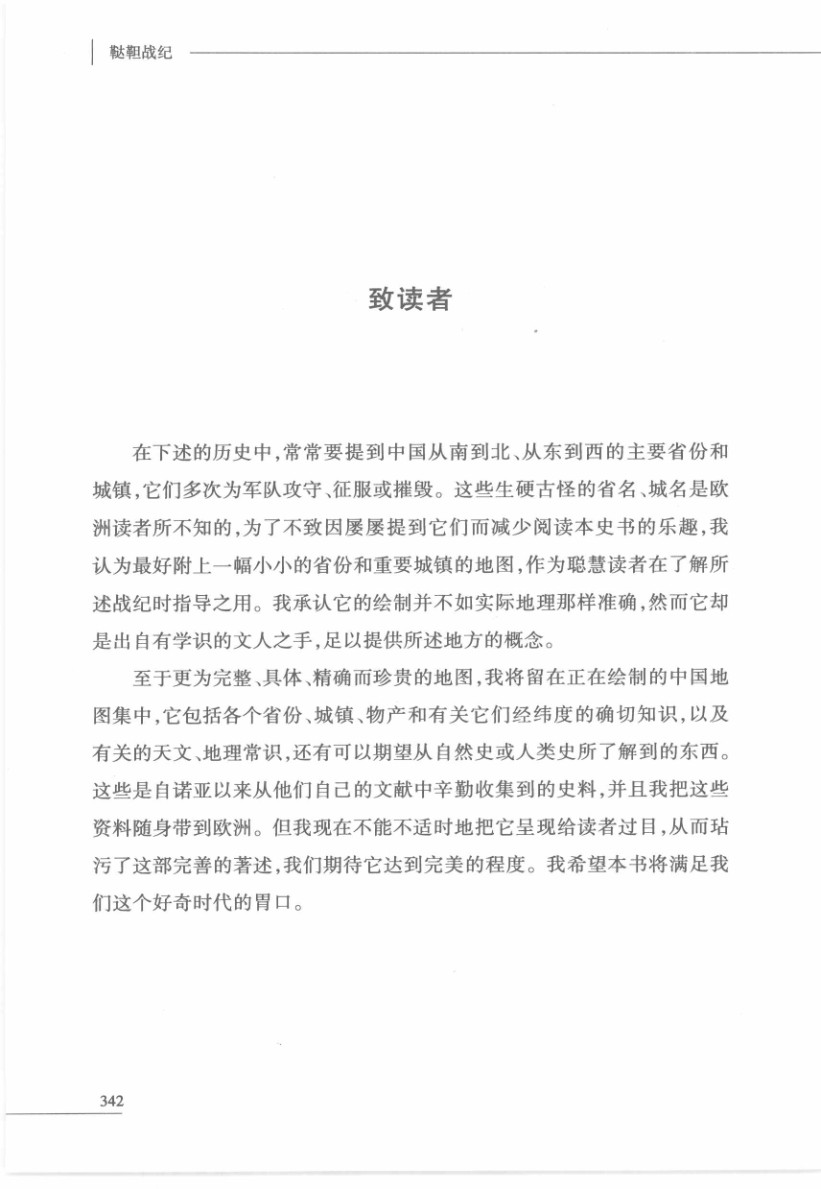 鞑靼战纪
致读者
在下述的历史中,常常要提到中国从南到北、从东到西的主要省份和
城镇,它们多次为军队攻守、征服或摧毁。这些生硬古怪的省名、城名是欧
洲读者所不知的,为了不致因屡屡提到它们而减少阅读本史书的乐趣,我
认为最好附上一幅小小的省份和重要城镇的地图,作为聪慧读者在了解所
述战纪时指导之用。我承认它的绘制并不如实际地理那样准确,然而它却
是出自有学识的文人之手,足以提供所述地方的概念。
至于更为完整、具体、精确而珍贵的地图,我将留在正在绘制的中国地
图集中,它包括各个省份、城镇、物产和有关它们经纬度的确切知识,以及
有关的天文、地理常识,还有可以期望从自然史或人类史所了解到的东西。
这些是自诺亚以来从他们自己的文献中辛勤收集到的史料,并且我把这些
资料随身带到欧洲。但我现在不能不适时地把它呈现给读者过目,从而玷
污了这部完善的著述,我们期待它达到完美的程度。我希望本书将满足我
们这个好奇时代的胃口。
342